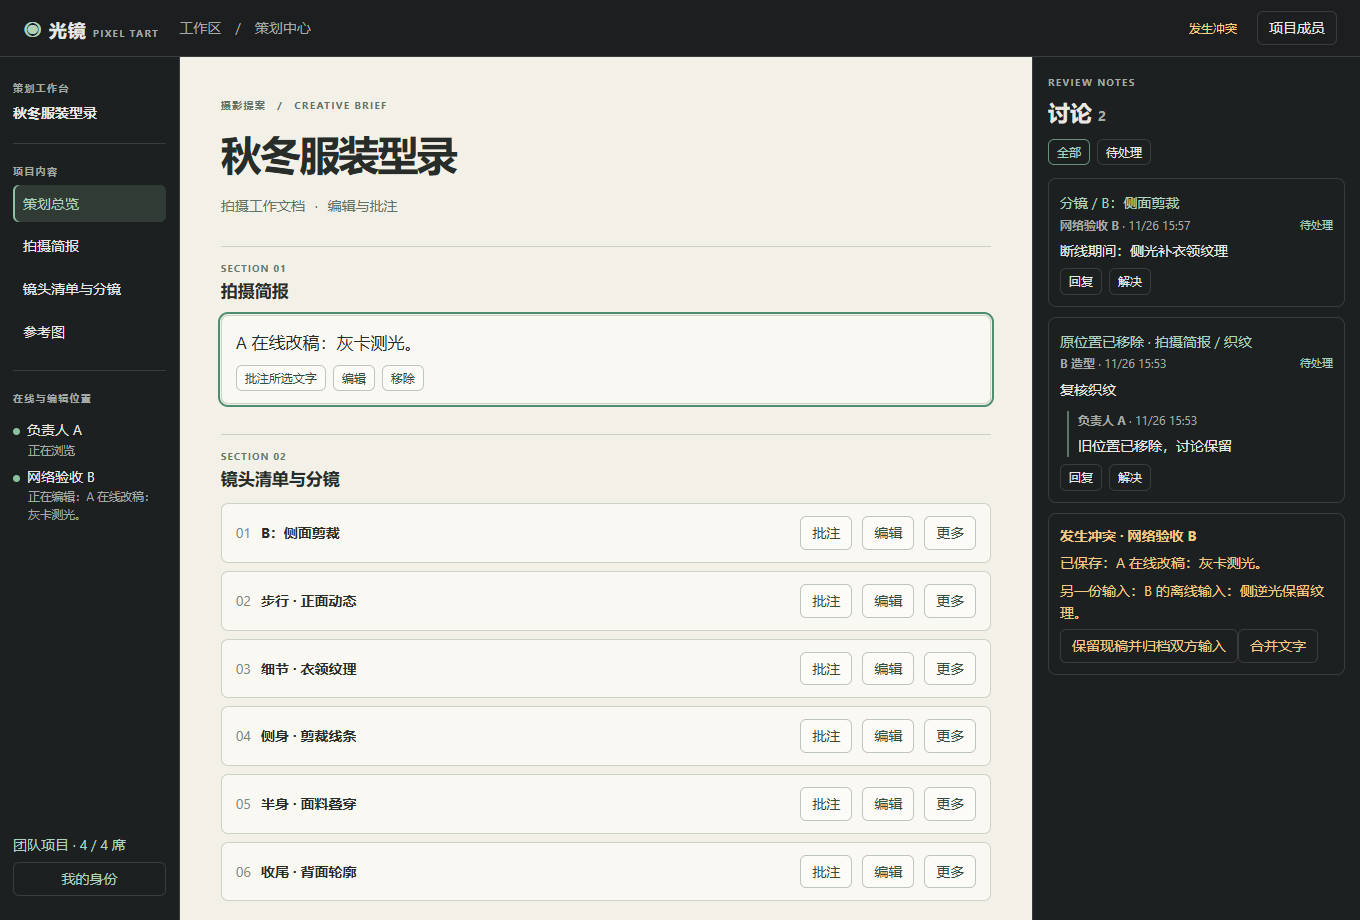 光镜 PIXEL TART
工作区 / 策划中心
发生冲突
项目成员
策划工作台
秋冬服装型录
项目内容
策划总览
拍摄简报
镜头清单与分镜
参考图
在线与编辑位置
负责人 A
正在浏览
网络验收 B
正在编辑：A 在线改稿：
灰卡测光。
团队项目 · 4 / 4 席
我的身份
摄影提案 / CREATIVE BRIEF
秋冬服装型录
拍摄工作文档 · 编辑与批注
SECTION 01
拍摄简报
A 在线改稿：灰卡测光。
批注所选文字 编辑 移除
SECTION 02
镜头清单与分镜
01 B：侧面剪裁 批注 编辑 更多
02 步行 · 正面动态 批注 编辑 更多
03 细节 · 衣领纹理 批注 编辑 更多
04 侧身 · 剪裁线条 批注 编辑 更多
05 半身 · 面料叠穿 批注 编辑 更多
06 收尾 · 背面轮廓 批注 编辑 更多
REVIEW NOTES
讨论 2
全部 待处理
分镜 / B：侧面剪裁
网络验收 B · 11/26 15:57 待处理
断线期间：侧光补衣领纹理
回复 解决
原位置已移除 · 拍摄简报 / 织纹
B 造型 · 11/26 15:53 待处理
复核织纹
负责人 A · 11/26 15:53
旧位置已移除，讨论保留
回复 解决
发生冲突 · 网络验收 B
已保存：A 在线改稿：灰卡测光。
另一份输入：B 的离线输入：侧逆光保留纹
理。
保留现稿并归档双方输入 合并文字